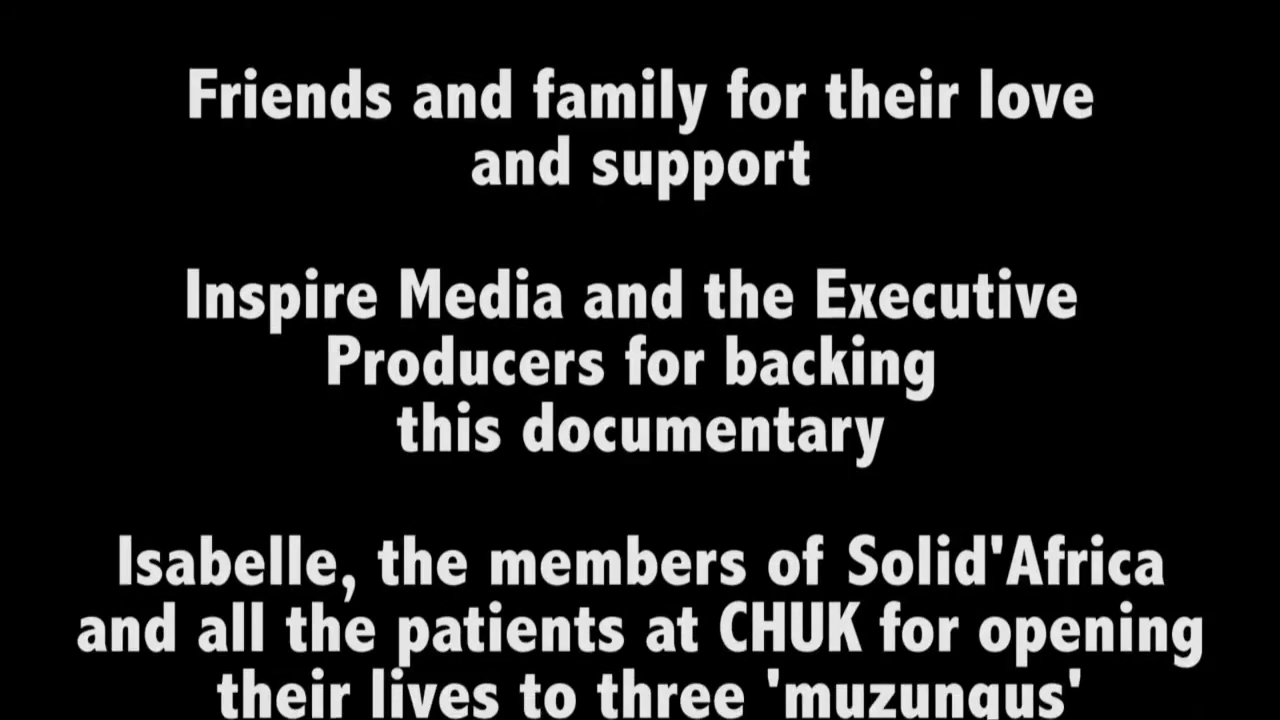 Friends and family for their love
and support
Inspire Media and the Executive
Producers for backing
this documentary
Isabelle, the members of Solid'Africa
and all the patients at CHUK for opening
their lives to three 'muzungus'